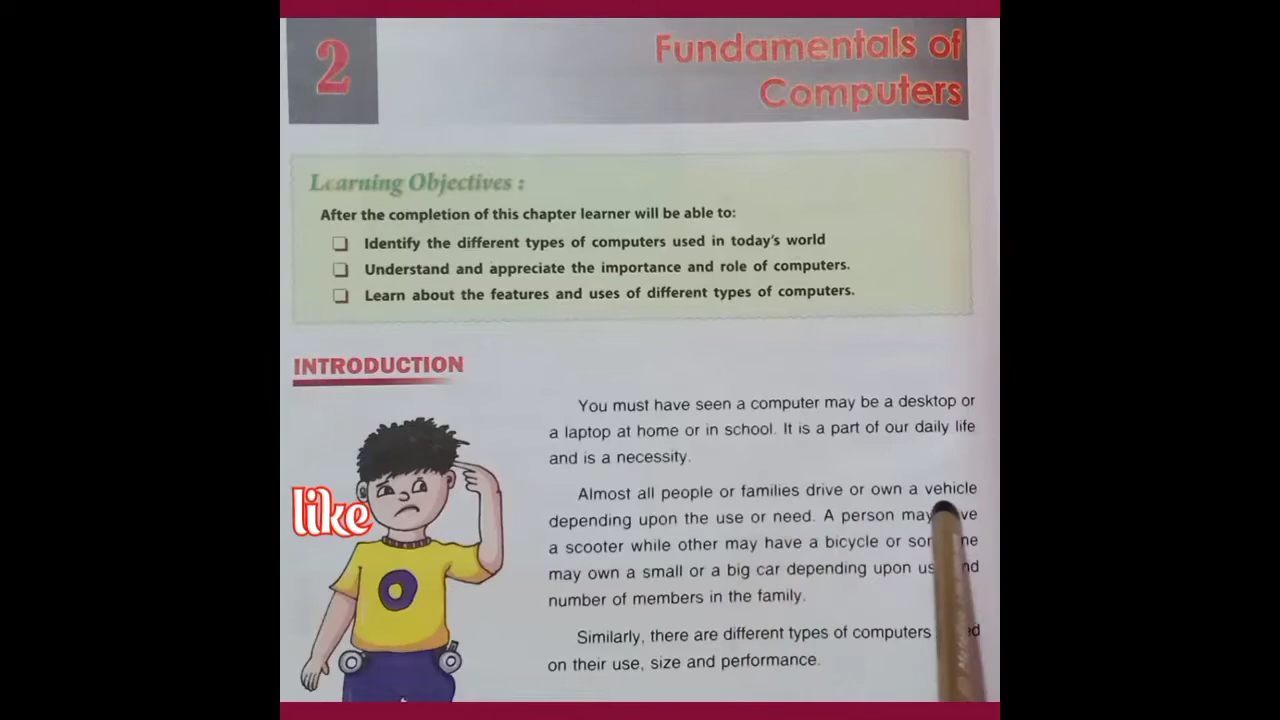 2
Fundamentals of
Computers
Learning Objectives :
After the completion of this chapter learner will be able to:
❏ Identify the different types of computers used in today's world
❏ Understand and appreciate the importance and role of computers.
❏ Learn about the features and uses of different types of computers.
INTRODUCTION
You must have seen a computer may be a desktop or
a laptop at home or in school. It is a part of our daily life
and is a necessity.
Almost all people or families drive or own a vehicle
depending upon the use or need. A person may
a scooter while other may have a bicycle or
may own a small or a big car depending upon
number of members in the family.
Similarly, there are different types of computers
on their use, size and performance.
like